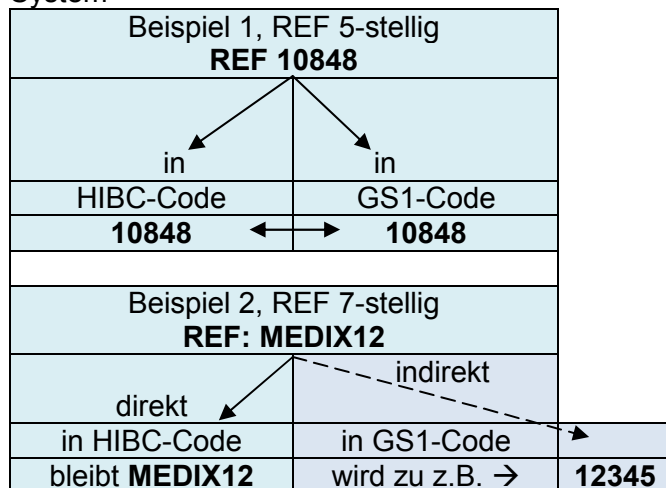 System
Beispiel 1, REF 5-stellig
REF 10848
in in
HIBC-Code GS1-Code
10848 10848
Beispiel 2, REF 7-stellig
REF: MEDIX12
indirekt
direkt
in HIBC-Code in GS1-Code
bleibt MEDIX12 wird zu z.B. → 12345